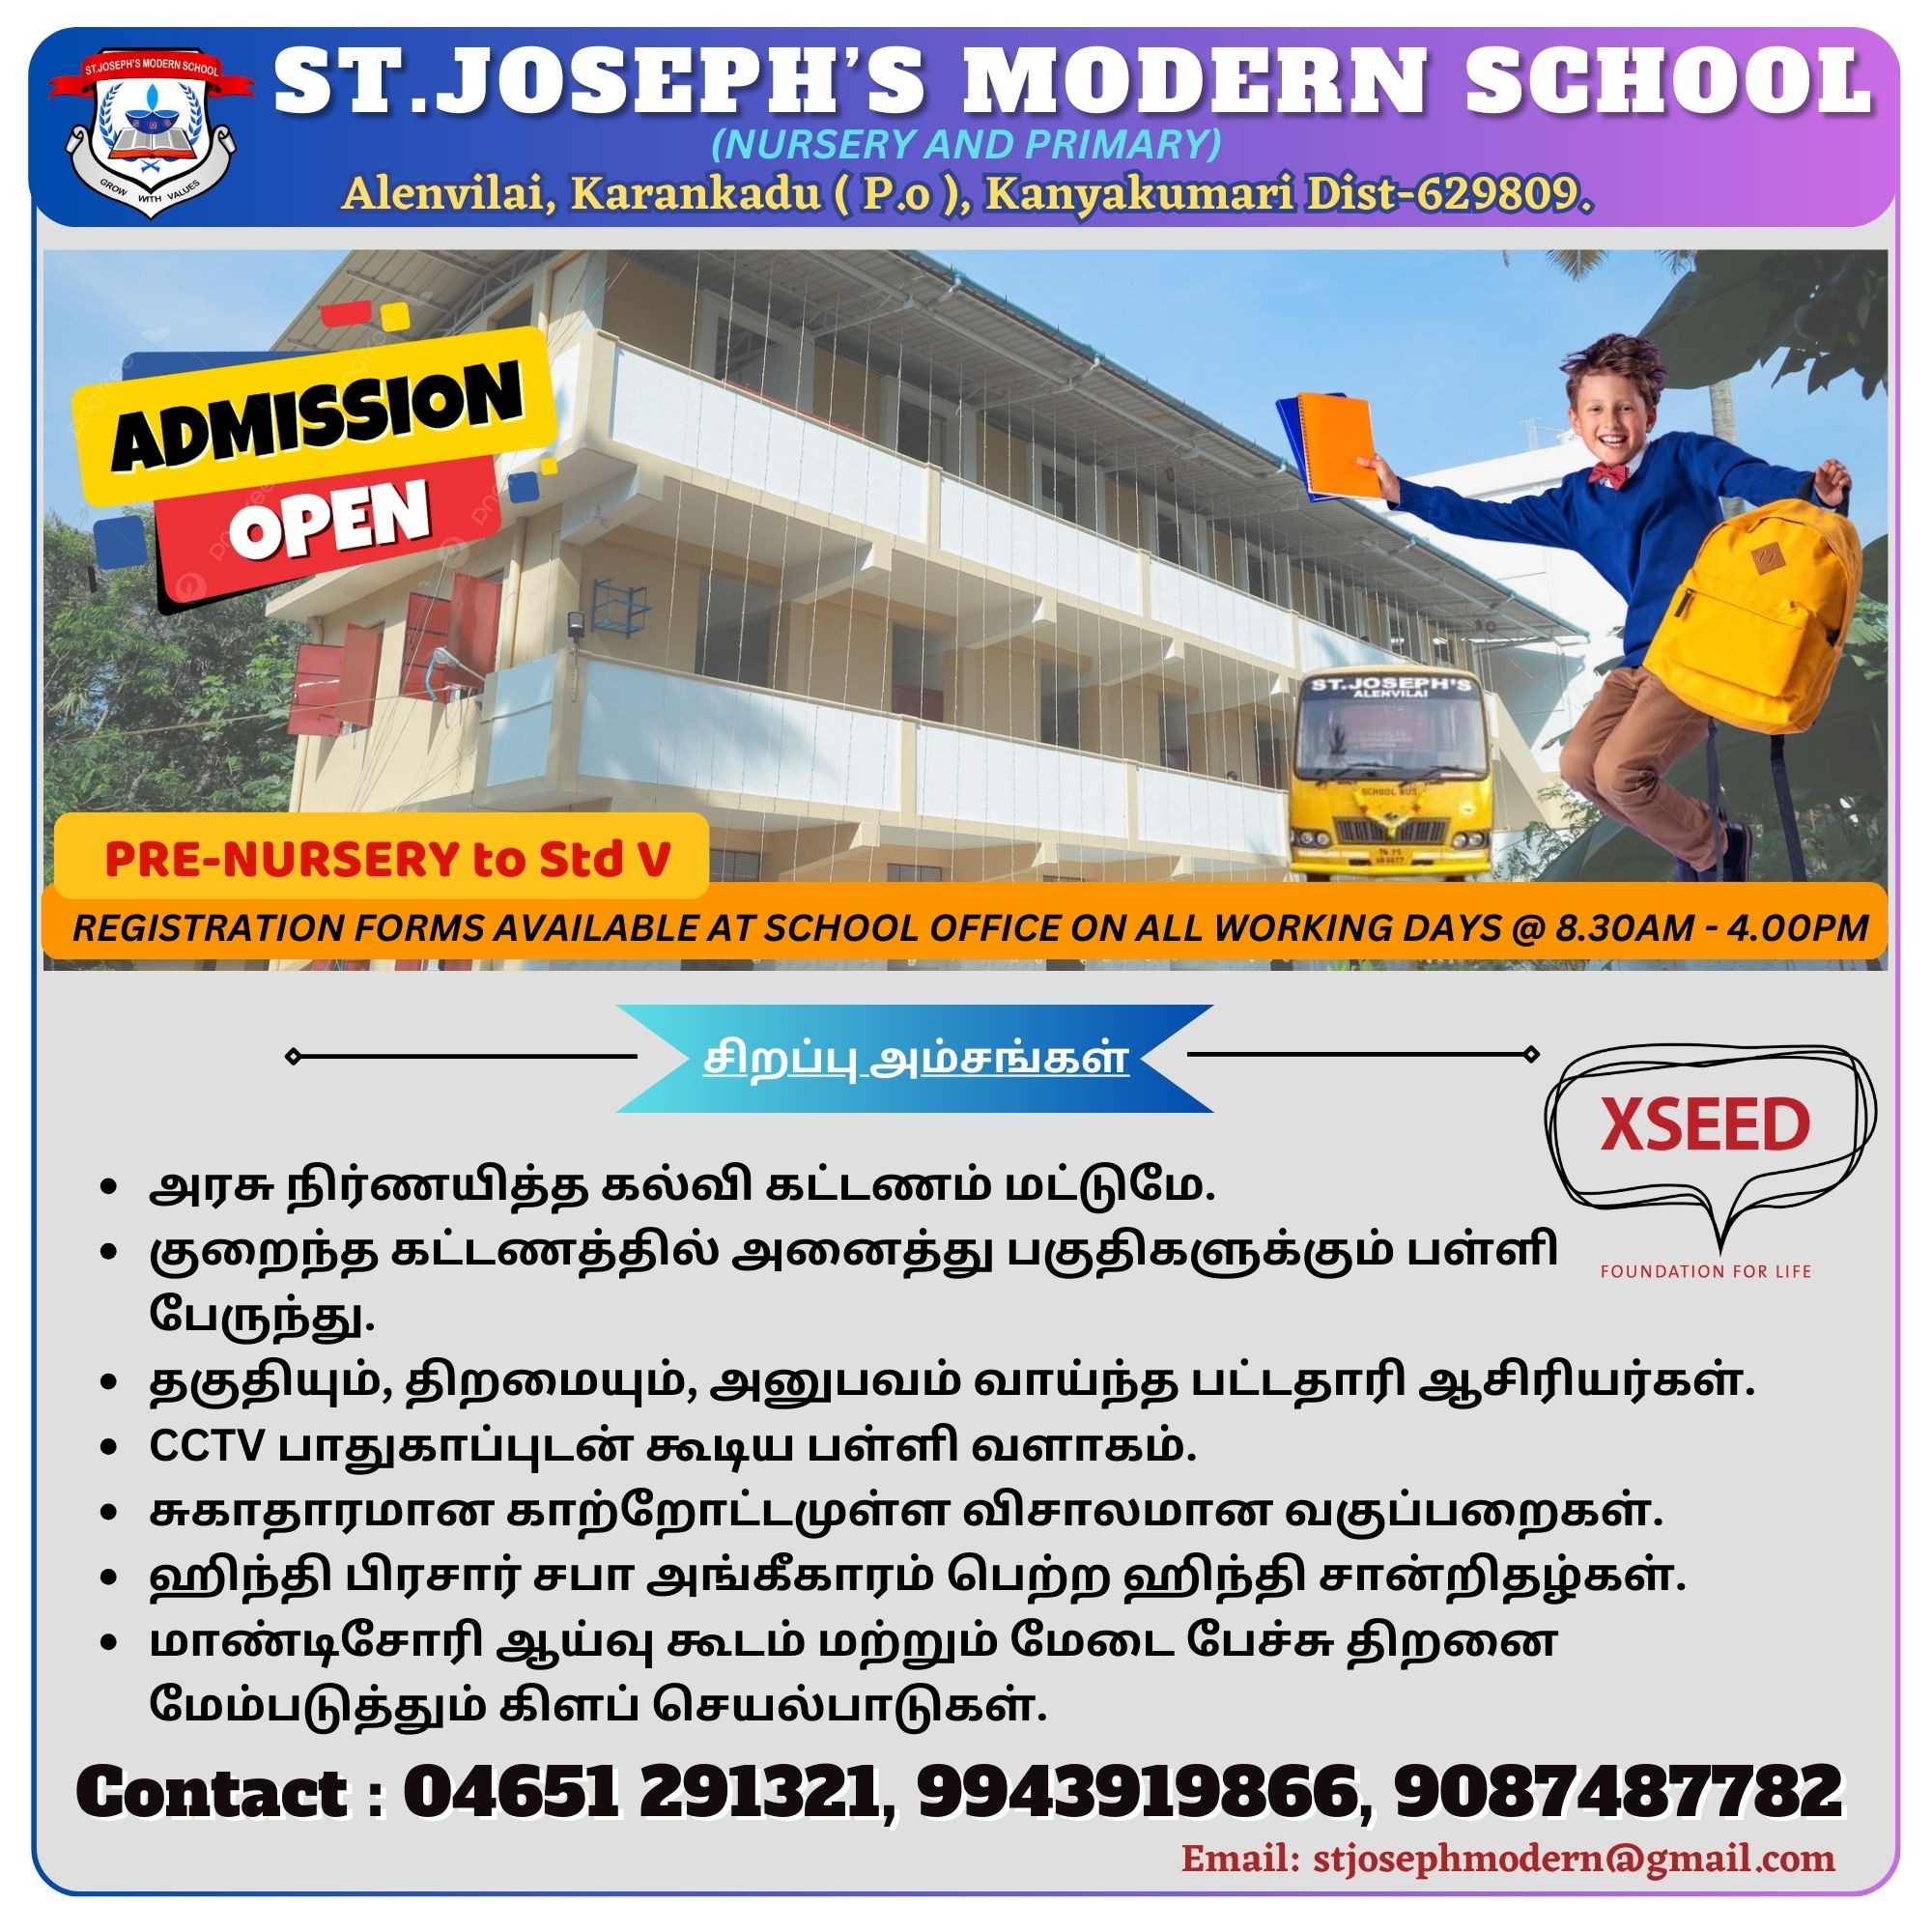 ST.JOSEPH'S MODERN SCHOOL
GROW WITH VALUES
ST.JOSEPH'S MODERN SCHOOL
(NURSERY AND PRIMARY)
Alenvilai, Karankadu ( P.o ), Kanyakumari Dist-629809.
ADMISSION
OPEN
ST.JOSEPH'S
ALENVILAI
SCHOOL BUS
PRE-NURSERY to Std V
REGISTRATION FORMS AVAILABLE AT SCHOOL OFFICE ON ALL WORKING DAYS @ 8.30AM - 4.00PM
சிறப்பு அம்சங்கள்
XSEED
FOUNDATION FOR LIFE
• அரசு நிர்ணயித்த கல்வி கட்டணம் மட்டுமே.
• குறைந்த கட்டணத்தில் அனைத்து பகுதிகளுக்கும் பள்ளி
பேருந்து.
• தகுதியும், திறமையும், அனுபவம் வாய்ந்த பட்டதாரி ஆசிரியர்கள்.
• CCTV பாதுகாப்புடன் கூடிய பள்ளி வளாகம்.
• சுகாதாரமான காற்றோட்டமுள்ள விசாலமான வகுப்பறைகள்.
• ஹிந்தி பிரசார் சபா அங்கீகாரம் பெற்ற ஹிந்தி சான்றிதழ்கள்.
• மாண்டிசோரி ஆய்வு கூடம் மற்றும் மேடை பேச்சு திறனை
மேம்படுத்தும் கிளப் செயல்பாடுகள்.
Contact : 04651 291321, 9943919866, 9087487782
Email: stjosephmodern@gmail.com